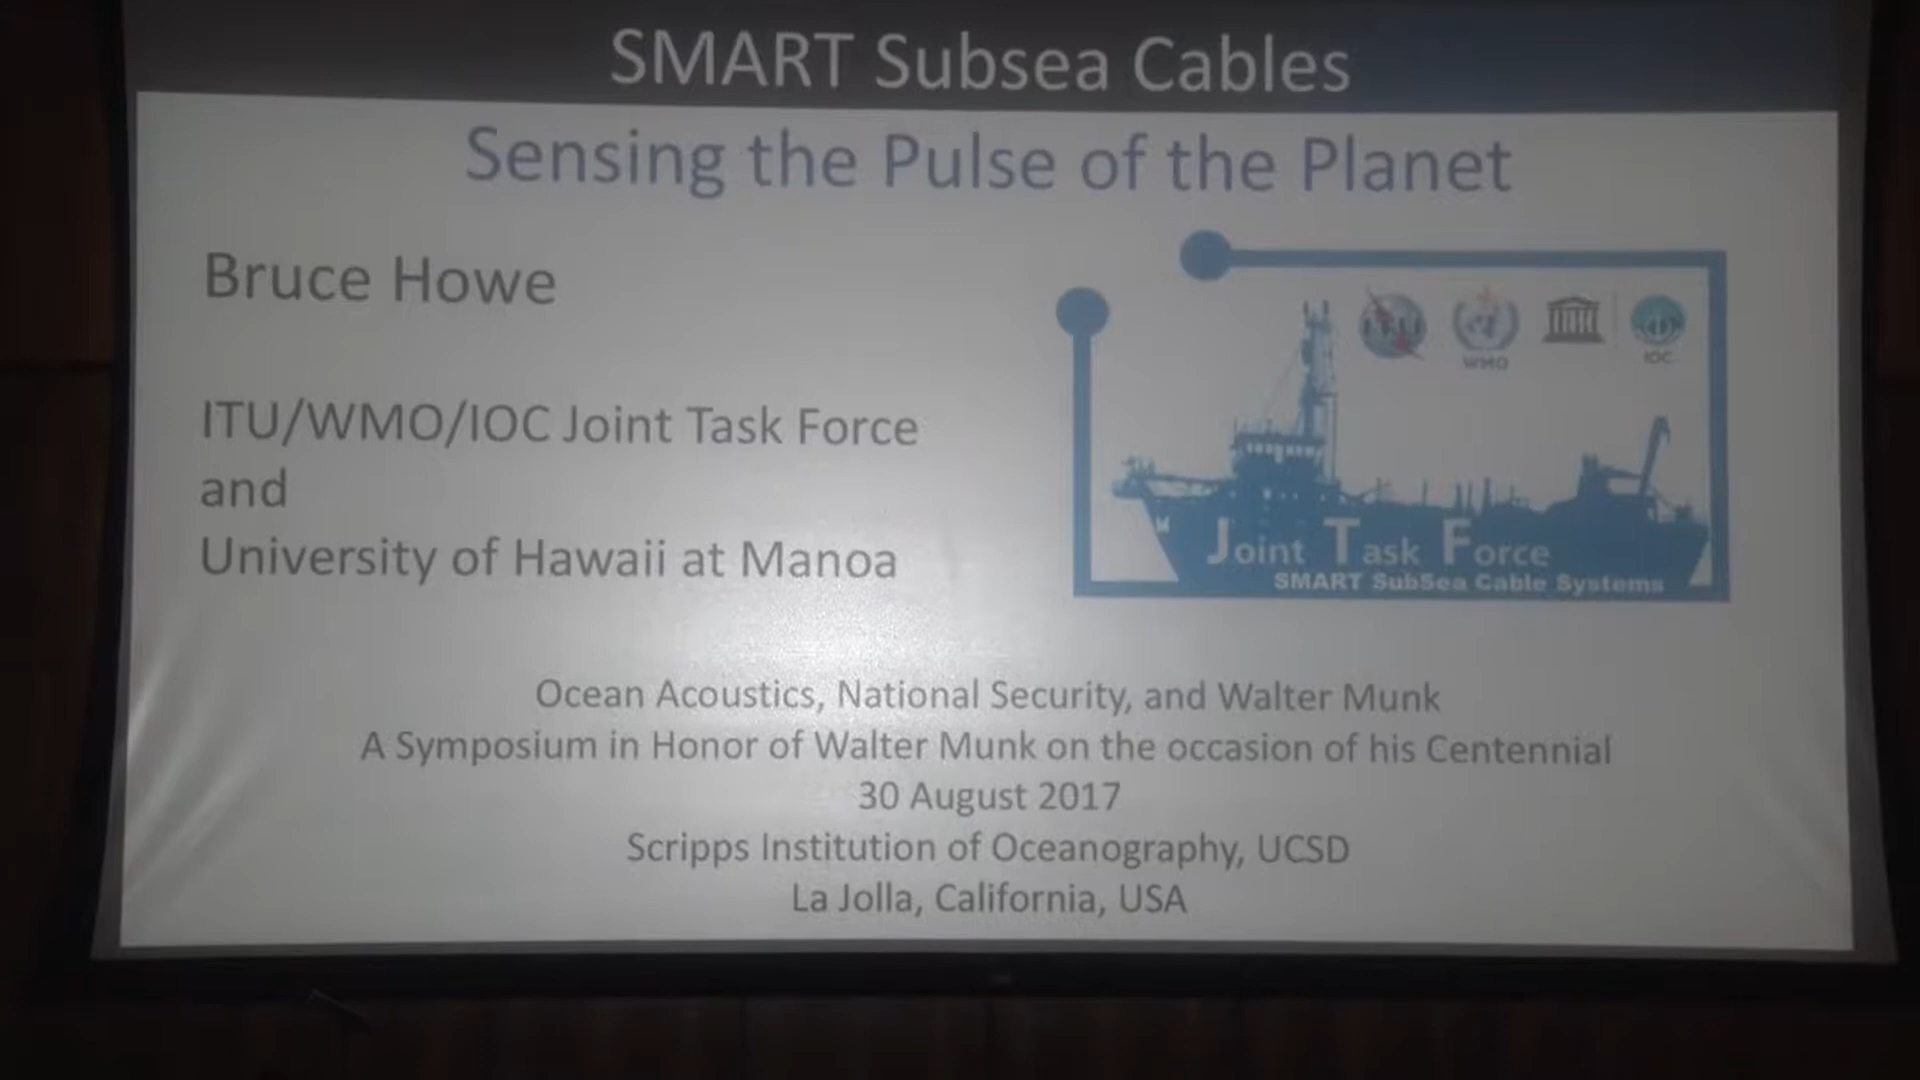 SMART Subsea Cables
Sensing the Pulse of the Planet
Bruce Howe
ITU/WMO/IOC Joint Task Force
and
University of Hawaii at Manoa
ITU
WMO
IOC
Joint Task Force
SMART SubSea Cable Systems
Ocean Acoustics, National Security, and Walter Munk
A Symposium in Honor of Walter Munk on the occasion of his Centennial
30 August 2017
Scripps Institution of Oceanography, UCSD
La Jolla, California, USA